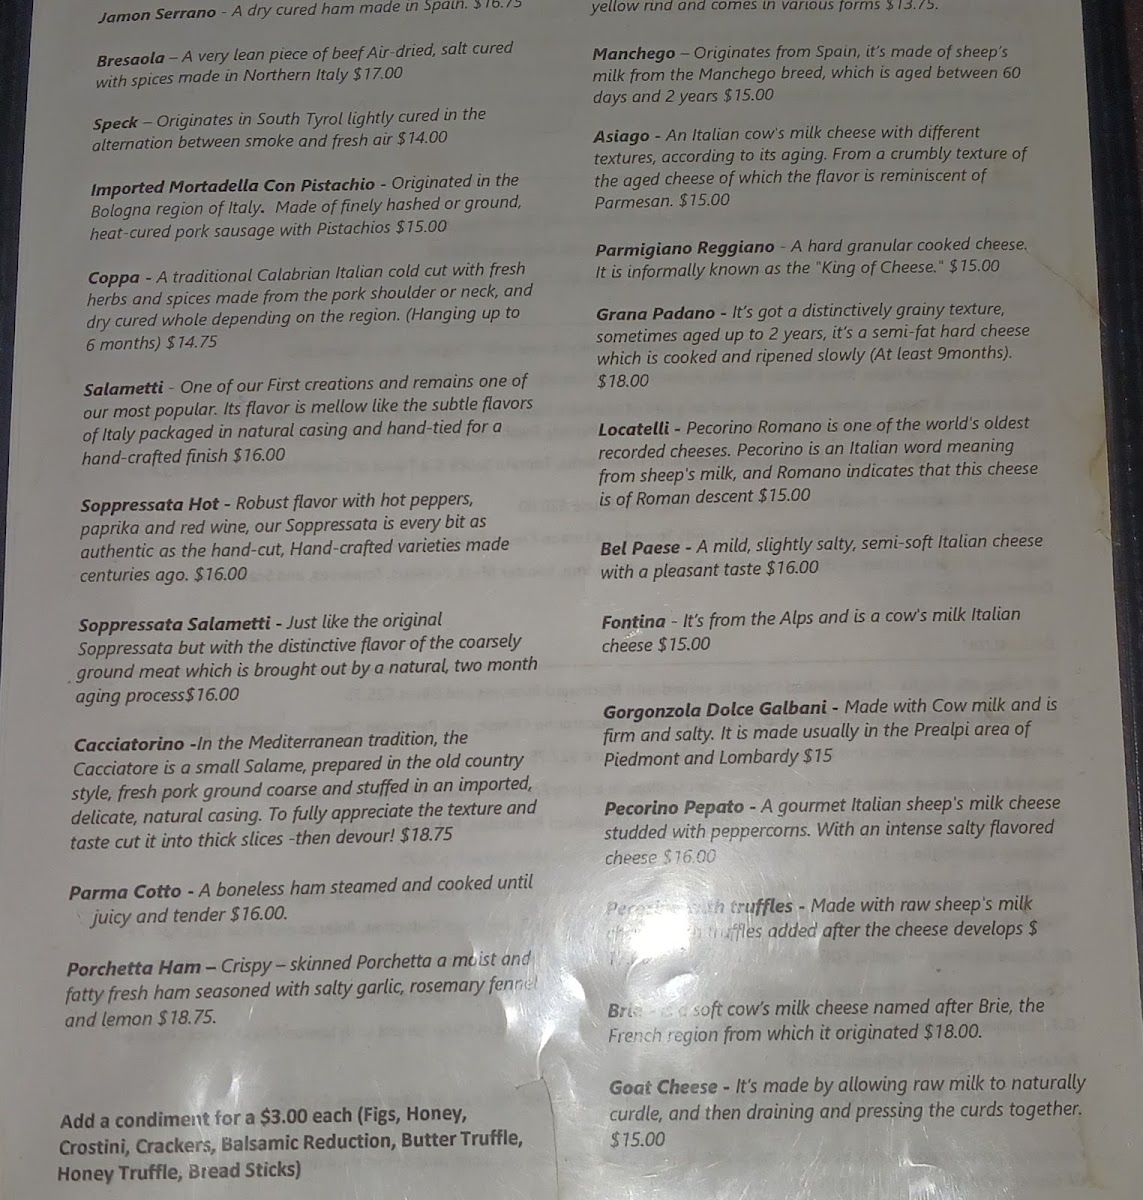 Jamon Serrano - A dry cured ham made in Spain. $16.75
Bresaola – A very lean piece of beef Air-dried, salt cured
with spices made in Northern Italy $17.00
Speck – Originates in South Tyrol lightly cured in the
alternation between smoke and fresh air $14.00
Imported Mortadella Con Pistachio - Originated in the
Bologna region of Italy. Made of finely hashed or ground,
heat-cured pork sausage with Pistachios $15.00
Coppa - A traditional Calabrian Italian cold cut with fresh
herbs and spices made from the pork shoulder or neck, and
dry cured whole depending on the region. (Hanging up to
6 months) $14.75
Salametti - One of our First creations and remains one of
our most popular. Its flavor is mellow like the subtle flavors
of Italy packaged in natural casing and hand-tied for a
hand-crafted finish $16.00
Soppressata Hot - Robust flavor with hot peppers,
paprika and red wine, our Soppressata is every bit as
authentic as the hand-cut, Hand-crafted varieties made
centuries ago. $16.00
Soppressata Salametti - Just like the original
Soppressata but with the distinctive flavor of the coarsely
ground meat which is brought out by a natural, two month
aging process$16.00
Cacciatorino -In the Mediterranean tradition, the
Cacciatore is a small Salame, prepared in the old country
style, fresh pork ground coarse and stuffed in an imported,
delicate, natural casing. To fully appreciate the texture and
taste cut it into thick slices -then devour! $18.75
Parma Cotto - A boneless ham steamed and cooked until
juicy and tender $16.00.
Porchetta Ham – Crispy – skinned Porchetta a moist and
fatty fresh ham seasoned with salty garlic, rosemary fennel
and lemon $18.75.
Add a condiment for a $3.00 each (Figs, Honey,
Crostini, Crackers, Balsamic Reduction, Butter Truffle,
Honey Truffle, Bread Sticks)
yellow rind and comes in various forms $13.75.
Manchego – Originates from Spain, it's made of sheep's
milk from the Manchego breed, which is aged between 60
days and 2 years $15.00
Asiago - An Italian cow's milk cheese with different
textures, according to its aging. From a crumbly texture of
the aged cheese of which the flavor is reminiscent of
Parmesan. $15.00
Parmigiano Reggiano - A hard granular cooked cheese.
It is informally known as the "King of Cheese." $15.00
Grana Padano - It's got a distinctively grainy texture,
sometimes aged up to 2 years, it's a semi-fat hard cheese
which is cooked and ripened slowly (At least 9months).
$18.00
Locatelli - Pecorino Romano is one of the world's oldest
recorded cheeses. Pecorino is an Italian word meaning
from sheep's milk, and Romano indicates that this cheese
is of Roman descent $15.00
Bel Paese - A mild, slightly salty, semi-soft Italian cheese
with a pleasant taste $16.00
Fontina - It's from the Alps and is a cow's milk Italian
cheese $15.00
Gorgonzola Dolce Galbani - Made with Cow milk and is
firm and salty. It is made usually in the Prealpi area of
Piedmont and Lombardy $15
Pecorino Pepato - A gourmet Italian sheep's milk cheese
studded with peppercorns. With an intense salty flavored
cheese $16.00
truffles - Made with raw sheep's milk
truffles added after the cheese develops $
Brie - is a soft cow's milk cheese named after Brie, the
French region from which it originated $18.00.
Goat Cheese - It's made by allowing raw milk to naturally
curdle, and then draining and pressing the curds together.
$15.00